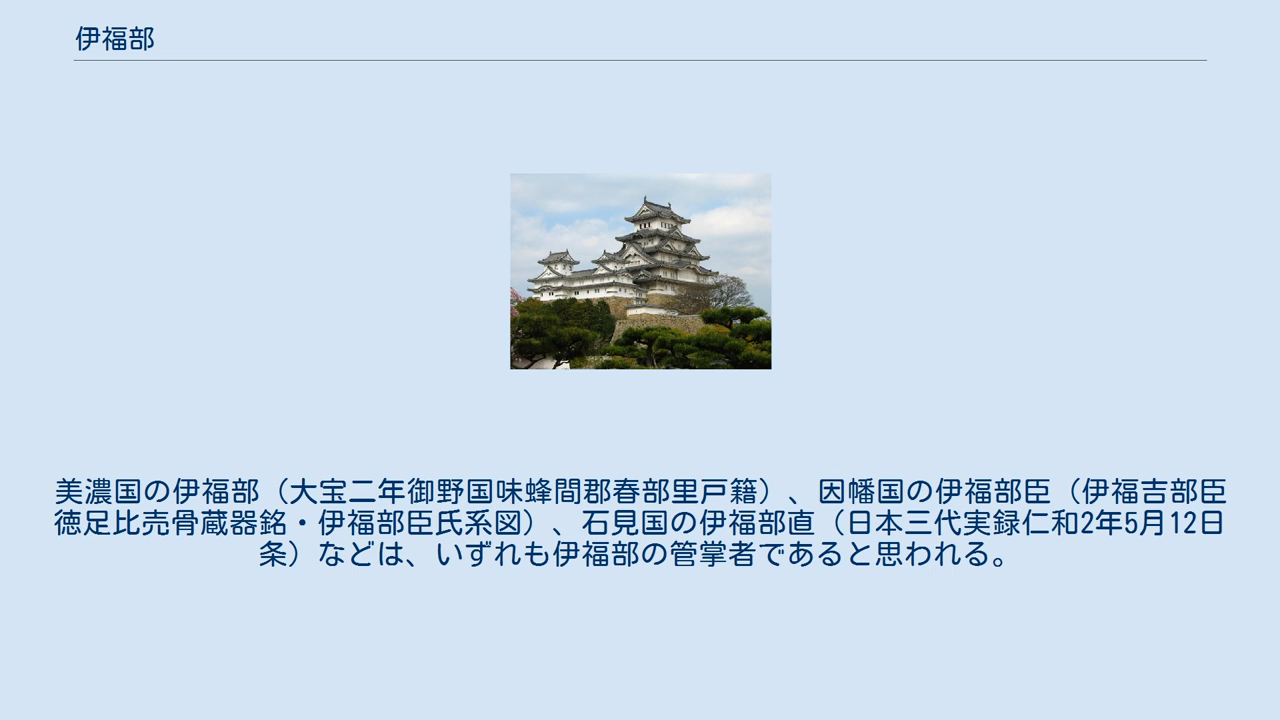 伊福部
美濃国の伊福部（大宝二年御野国味蜂間郡春部里戸籍）、因幡国の伊福部臣（伊福吉部臣
徳足比売骨蔵器銘・伊福部臣氏系図）、石見国の伊福部直（日本三代実録仁和2年5月12日
条）などは、いずれも伊福部の管掌者であると思われる。